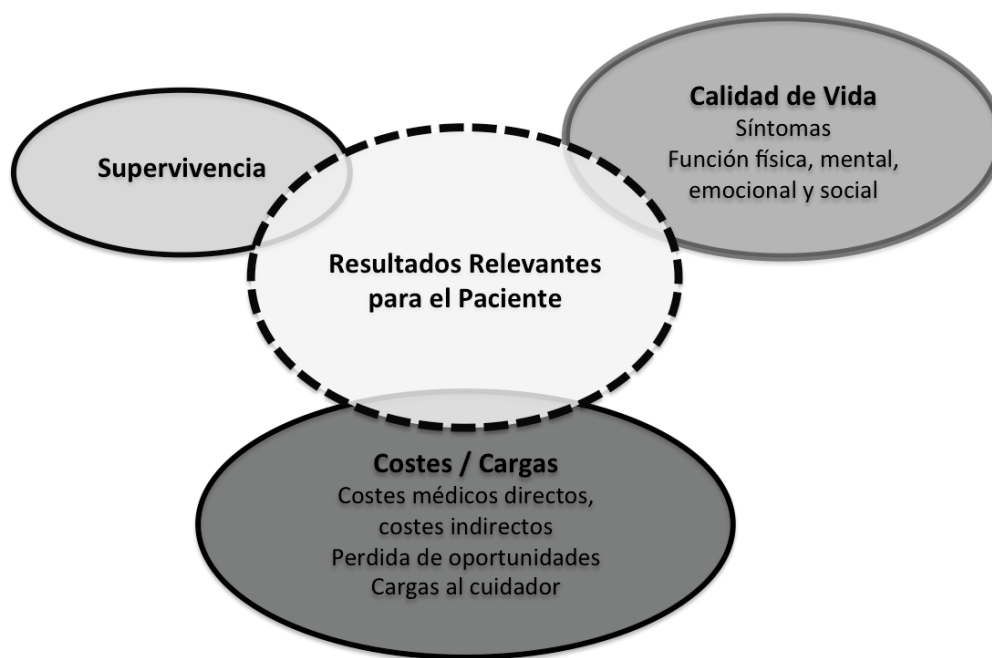 Supervivencia
Calidad de Vida
Síntomas
Función física, mental,
emocional y social
Resultados Relevantes
para el Paciente
Costes / Cargas
Costes médicos directos,
costes indirectos
Perdida de oportunidades
Cargas al cuidador